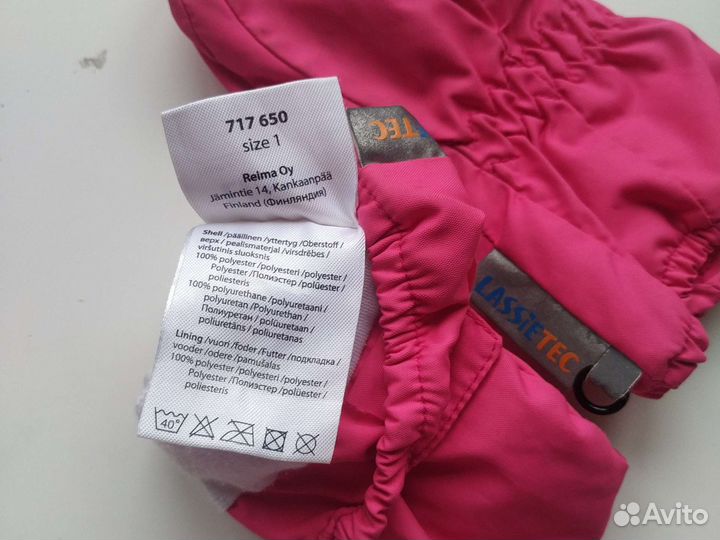 717 650
size 1
Reima Oy
Jämintie 14, Kankaanpää
Finland (Финляндия)
Shell /päällinen /yttertyg /Oberstoff /
верх / pealismaterjal /virsdrēbes /
viršutinis sluoksnis
100% polyester /polyesteri /polyester /
Polyester /Полиэстер /polüester /
poliesteris
100% polyurethane /polyuretaani /
polyuretan /Polyurethan /
Полиуретан / polüuretaan /
poliuretāns /poliuretanas
Lining /vuori /foder /Futter /подкладка /
vooder /odere /pamušalas
100% polyester /polyesteri /polyester /
Polyester /Полиэстер /polüester /
poliesteris
40°
TEC
LASSIETEC
Avito